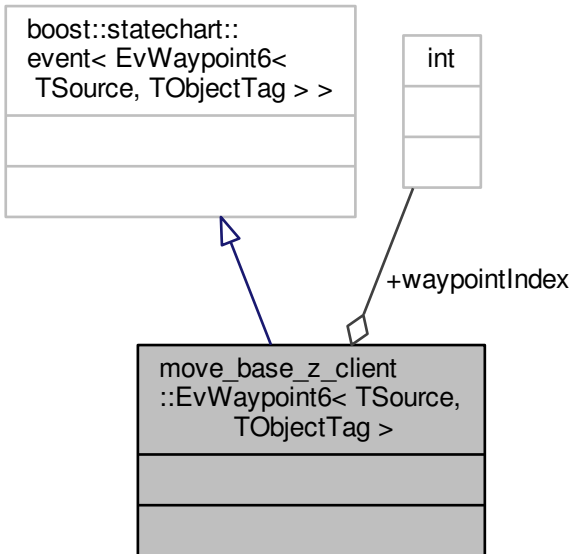 boost::statechart::
event< EvWaypoint6<
TSource, TObjectTag > >
int
+waypointIndex
move_base_z_client
::EvWaypoint6< TSource,
TObjectTag >